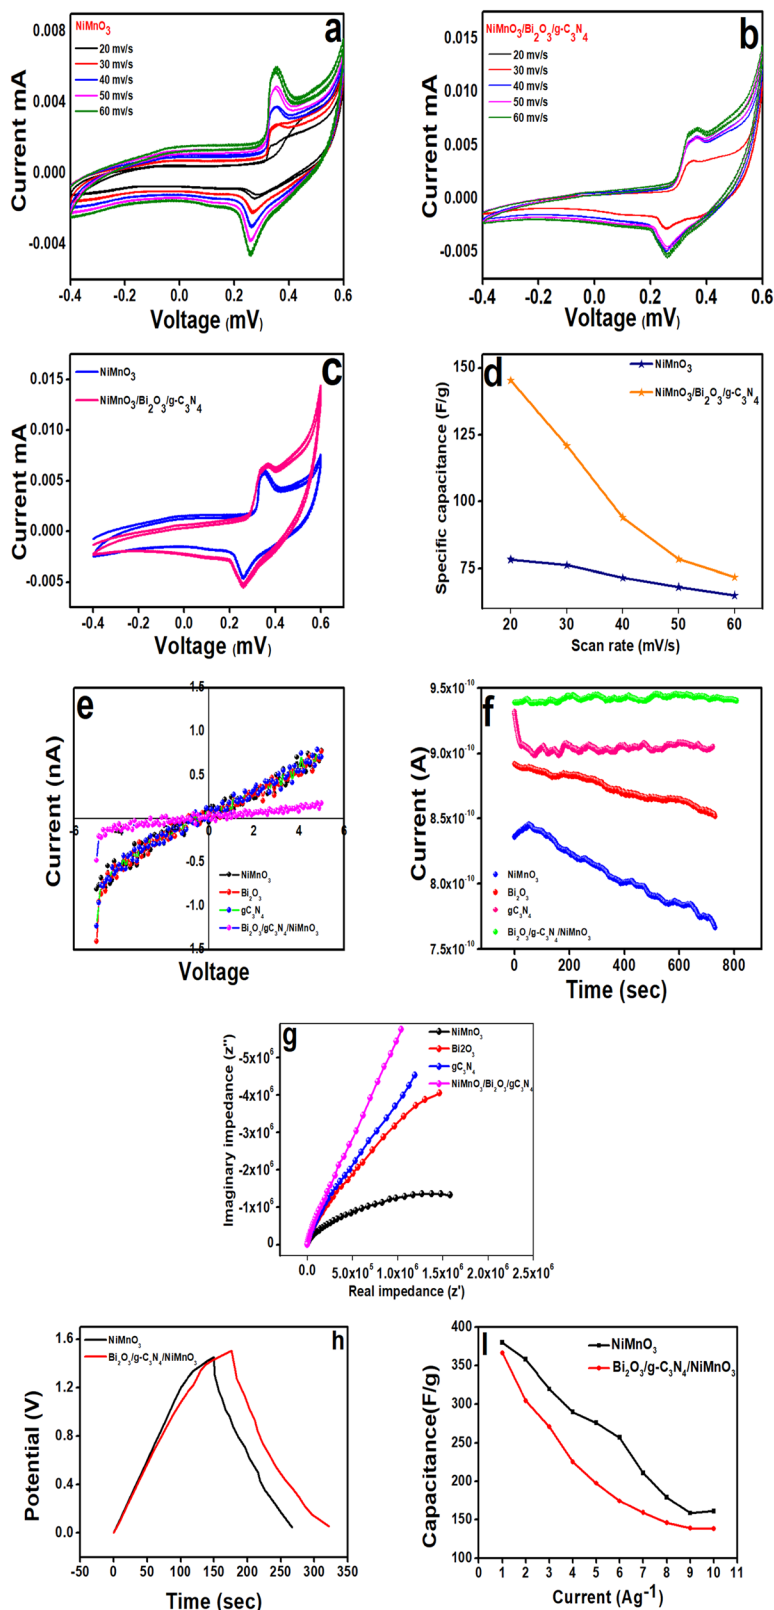 a
NiMnO3
20 mv/s
30 mv/s
40 mv/s
50 mv/s
60 mv/s
0.008
0.004
0.000
-0.004
-0.4 -0.2 0.0 0.2 0.4 0.6
Current mA
Voltage (mV)
b
NiMnO3/Bi2O3/g-C3N4
20 mv/s
30 mv/s
40 mv/s
50 mv/s
60 mv/s
0.015
0.010
0.005
0.000
-0.005
-0.4 -0.2 0.0 0.2 0.4 0.6
Current mA
Voltage (mV)
c
NiMnO3
NiMnO3/Bi2O3/g-C3N4
0.015
0.010
0.005
0.000
-0.005
-0.4 -0.2 0.0 0.2 0.4 0.6
Current mA
Voltage (mV)
d
NiMnO3
NiMnO3/Bi2O3/g-C3N4
150
125
100
75
20 30 40 50 60
Specific capacitance (F/g)
Scan rate (mV/s)
e
1.5
1.0
0.5
-0.5
-1.0
1.5
-6 -4 -2 0 2 4 6
NiMnO3
Bi2O3
gC3N4
Bi2O3/gC3N4/NiMnO3
Current (nA)
Voltage
f
9.5x10-10
9.0x10-10
8.5x10-10
8.0x10-10
7.5x10-10
0 200 400 600 800
NiMnO3
Bi2O3
gC3N4
Bi2O3/g-C3N4/NiMnO3
Current (A)
Time (sec)
g
NiMnO3
Bi2O3
gC3N4
NiMnO3/Bi2O3/gC3N4
-5x106
-4x106
-3x106
-2x106
-1x106
0
0.0 5.0x105 1.0x106 1.5x106 2.0x106 2.5x106
Imaginary impedance (z'')
Real impedance (z')
h
NiMnO3
Bi2O3/g-C3N4/NiMnO3
1.6
1.2
0.8
0.4
0.0
-50 0 50 100 150 200 250 300 350
Potential (V)
Time (sec)
I
NiMnO3
Bi2O3/g-C3N4/NiMnO3
400
350
300
250
200
150
100
0 1 2 3 4 5 6 7 8 9 10 11
Capacitance(F/g)
Current (Ag-1)